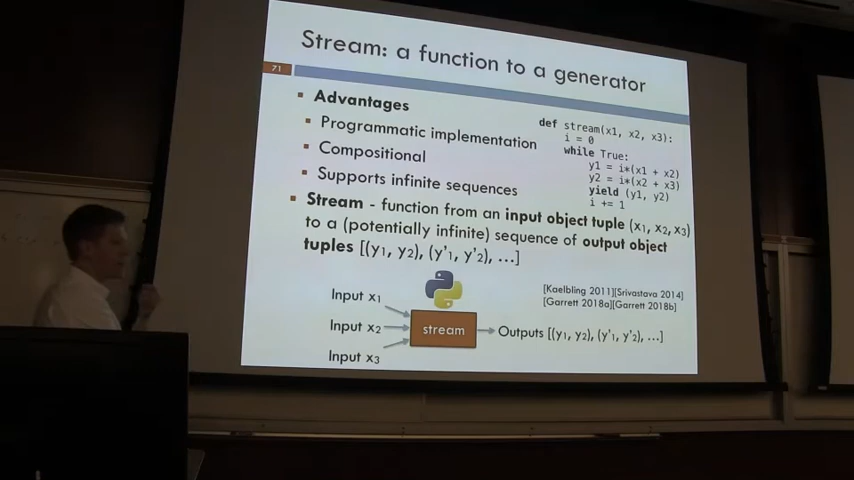 Stream: a function to a generator
71
▪ Advantages
▪ Programmatic implementation
▪ Compositional
▪ Supports infinite sequences
def stream(x1, x2, x3):
i = 0
while True:
y1 = i*(x1 + x2)
y2 = i*(x2 + x3)
yield (y1, y2)
i += 1
▪ Stream - function from an input object tuple (x1, x2, x3)
to a (potentially infinite) sequence of output object
tuples [(y1, y2), (y'1, y'2), ...]
[Kaelbling 2011][Srivastava 2014]
[Garrett 2018a][Garrett 2018b]
Input x1
Input x2
Input x3
stream
Outputs [(y1, y2), (y'1, y'2), ...]